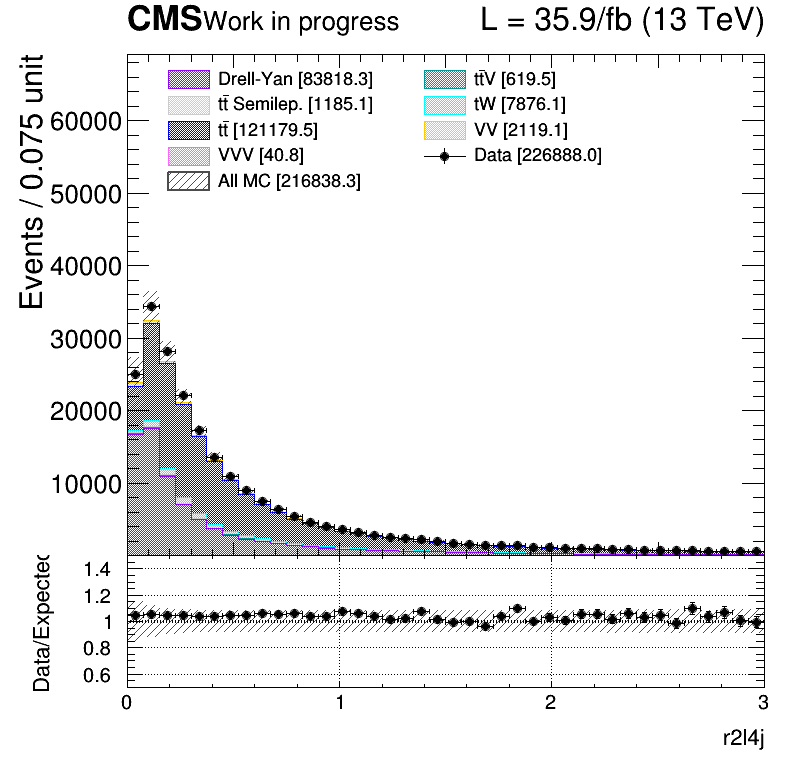 CMS Work in progress L = 35.9/fb (13 TeV)
Events / 0.075 unit
60000
50000
40000
30000
20000
10000
Drell-Yan [83818.3]
tt̄ Semilep. [1185.1]
tt̄ [121179.5]
VVV [40.8]
All MC [216838.3]
tt̄V [619.5]
tW [7876.1]
VV [2119.1]
Data [226888.0]
Data/Expected
1.4
1.2
1
0.8
0.6
0 1 2 3
r2l4j